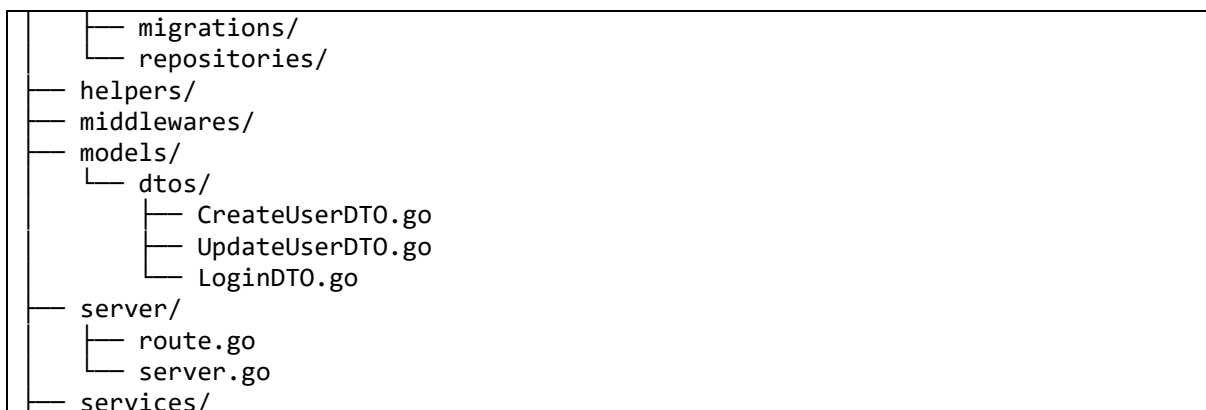 │   ├── migrations/
│   └── repositories/
├── helpers/
├── middlewares/
├── models/
│   └── dtos/
│       ├── CreateUserDTO.go
│       ├── UpdateUserDTO.go
│       └── LoginDTO.go
├── server/
│   ├── route.go
│   └── server.go
├── services/